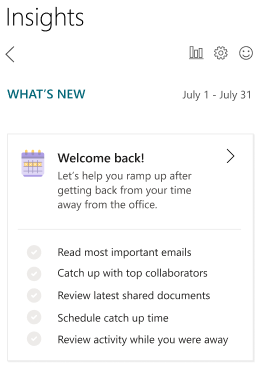 Insights
WHAT'S NEW
July 1 - July 31
Welcome back!
Let's help you ramp up after
getting back from your time
away from the office.
Read most important emails
Catch up with top collaborators
Review latest shared documents
Schedule catch up time
Review activity while you were away